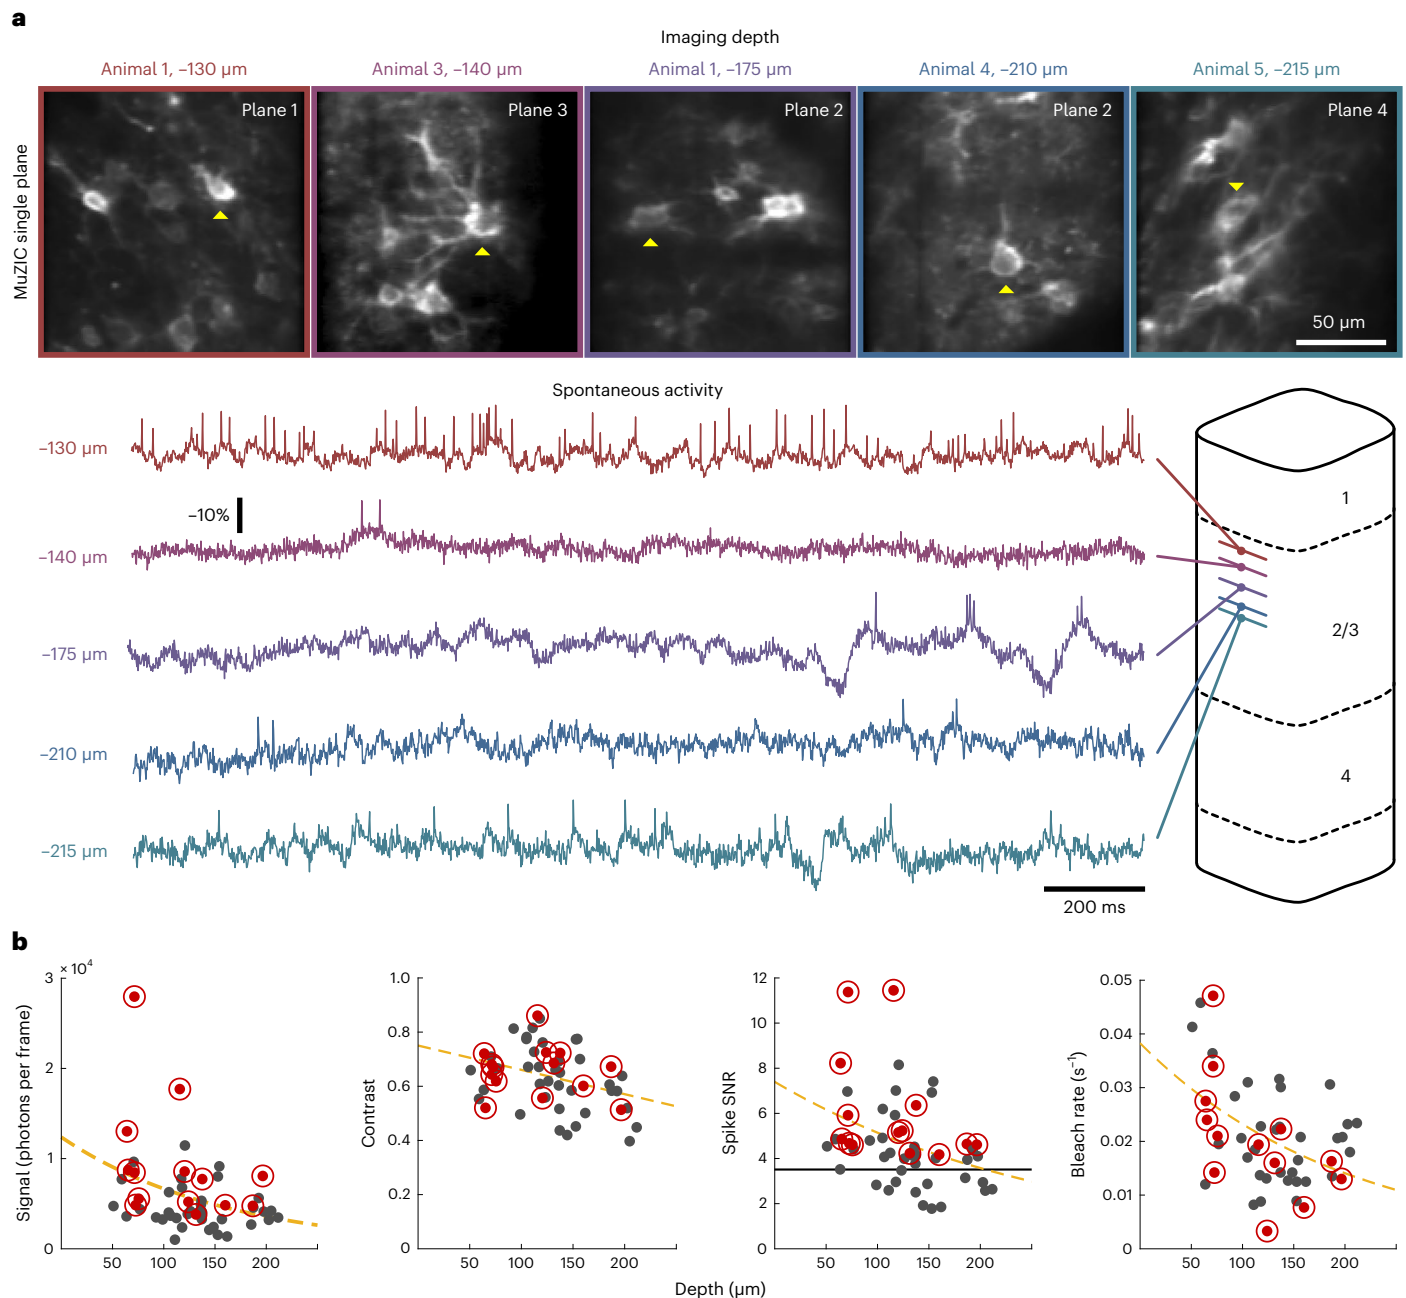 a
Imaging depth
Animal 1, −130 µm
Animal 3, −140 µm
Animal 1, −175 µm
Animal 4, −210 µm
Animal 5, −215 µm
MuZIC single plane
Plane 1
Plane 3
Plane 2
Plane 2
Plane 4
50 µm
Spontaneous activity
−130 µm
−10%
−140 µm
−175 µm
−210 µm
−215 µm
200 ms
1
2/3
4
b
Signal (photons per frame)
× 10⁴
3
2
1
0
50 100 150 200
Contrast
1.0
0.8
0.6
0.4
0.2
0
50 100 150 200
Spike SNR
12
10
8
6
4
2
0
50 100 150 200
Bleach rate (s⁻¹)
0.05
0.04
0.03
0.02
0.01
0
50 100 150 200
Depth (µm)